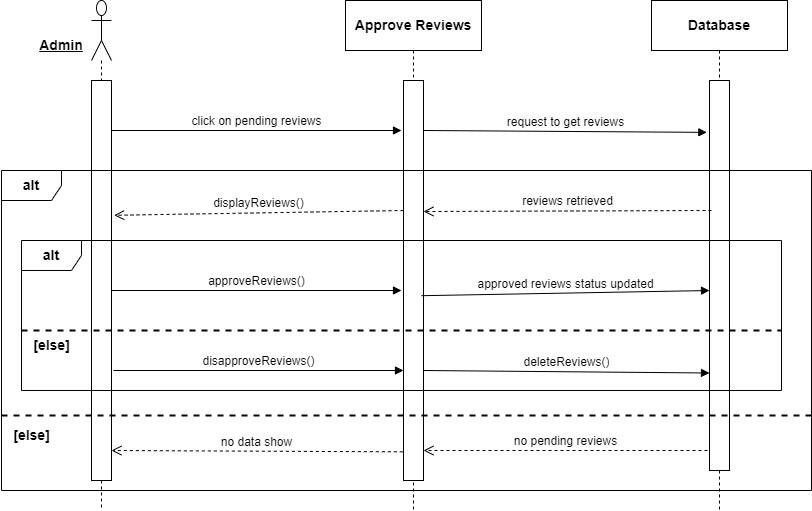 Admin
Approve Reviews
Database
click on pending reviews
request to get reviews
alt
displayReviews()
reviews retrieved
alt
approveReviews()
approved reviews status updated
[else]
disapproveReviews()
deleteReviews()
[else]
no data show
no pending reviews